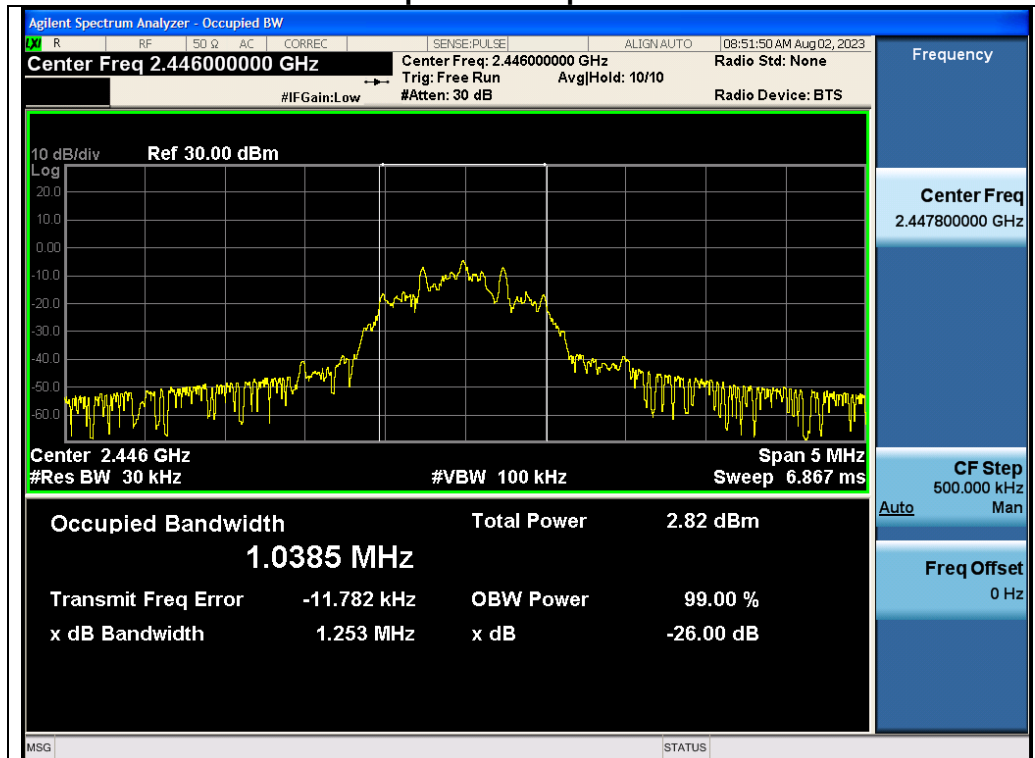 Agilent Spectrum Analyzer - Occupied BW
LXI R RF 50 Ω AC CORREC SENSE:PULSE ALIGN AUTO 08:51:50 AM Aug 02, 2023
Center Freq 2.446000000 GHz Center Freq: 2.446000000 GHz Radio Std: None
Trig: Free Run Avg|Hold: 10/10
#IFGain:Low #Atten: 30 dB Radio Device: BTS
Frequency
10 dB/div Ref 30.00 dBm
Log
20.0
10.0
0.00
-10.0
-20.0
-30.0
-40.0
-50.0
-60.0
Center 2.446 GHz Span 5 MHz
#Res BW 30 kHz #VBW 100 kHz Sweep 6.867 ms
Center Freq
2.447800000 GHz
CF Step
500.000 kHz
Auto Man
Freq Offset
0 Hz
Occupied Bandwidth Total Power 2.82 dBm
1.0385 MHz
Transmit Freq Error -11.782 kHz OBW Power 99.00 %
x dB Bandwidth 1.253 MHz x dB -26.00 dB
MSG STATUS